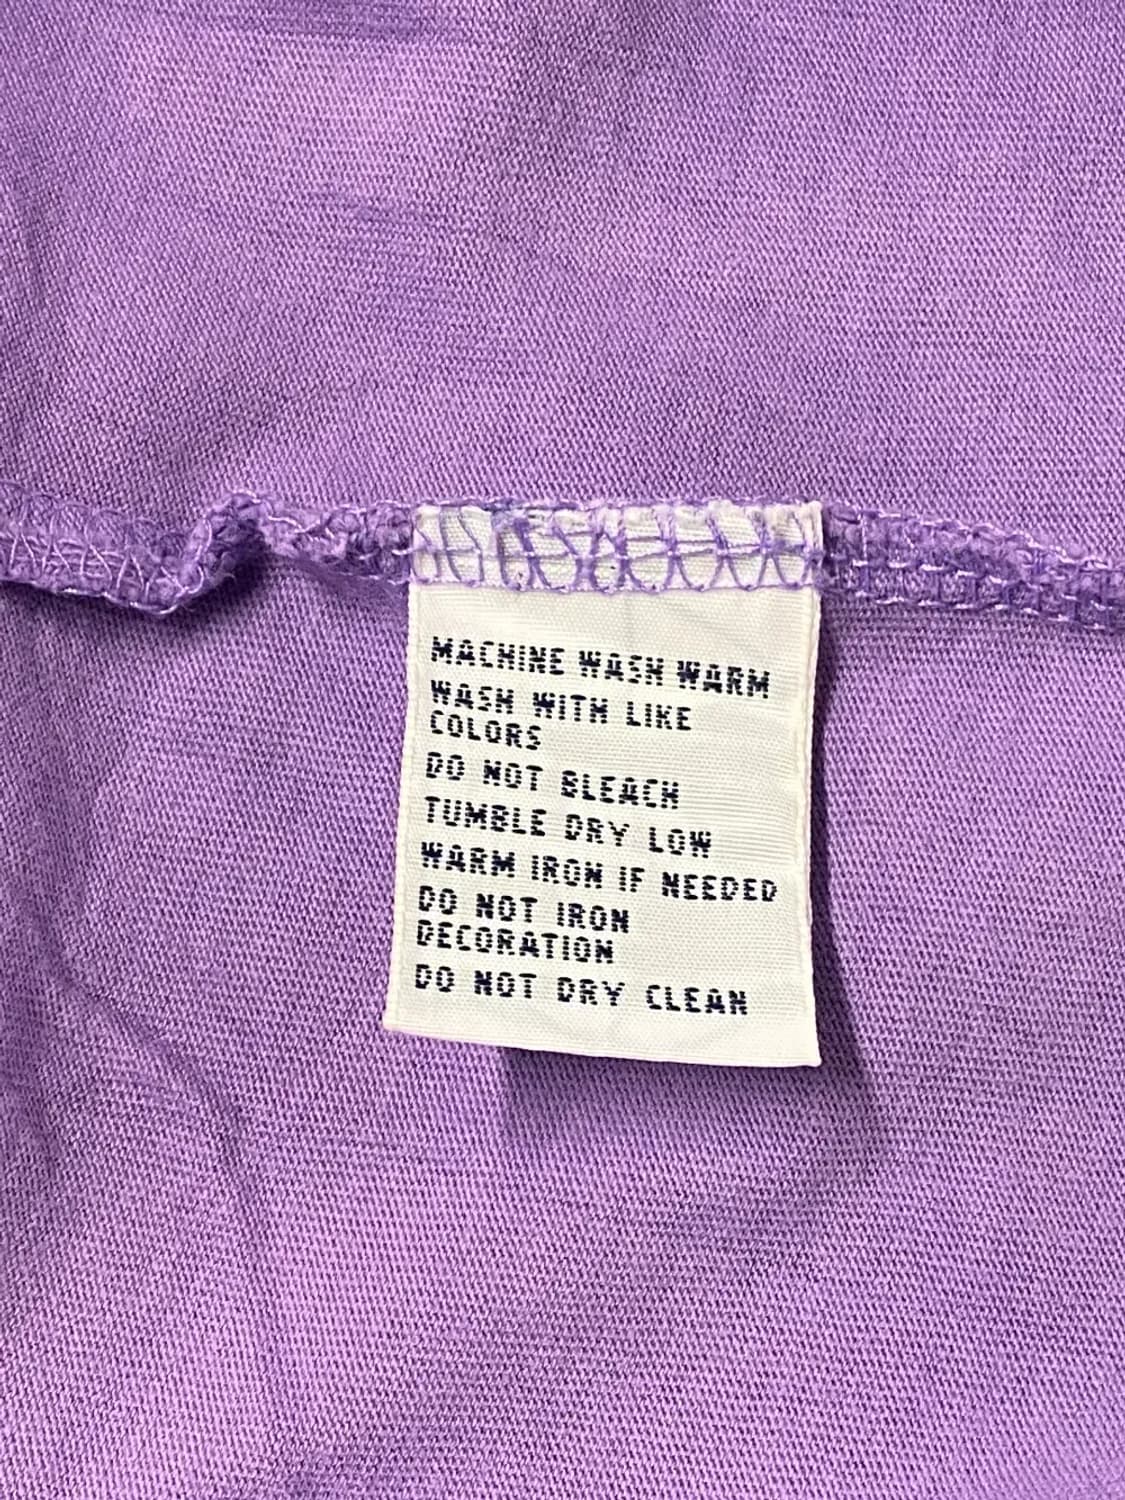 MACHINE WASH WARM
WASH WITH LIKE
COLORS
DO NOT BLEACH
TUMBLE DRY LOW
WARM IRON IF NEEDED
DO NOT IRON
DECORATION
DO NOT DRY CLEAN